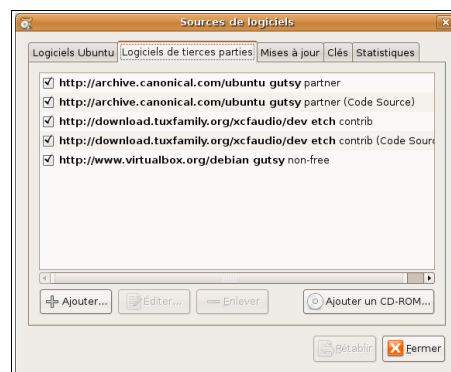 Sources de logiciels
Logiciels Ubuntu Logiciels de tierces parties Mises à jour Clés Statistiques
http://archive.canonical.com/ubuntu gutsy partner
http://archive.canonical.com/ubuntu gutsy partner (Code Source)
http://download.tuxfamily.org/xcfaudio/dev etch contrib
http://download.tuxfamily.org/xcfaudio/dev etch contrib (Code Sourc
http://www.virtualbox.org/debian gutsy non-free
Ajouter... Éditer... Enlever Ajouter un CD-ROM...
Rétablir Fermer